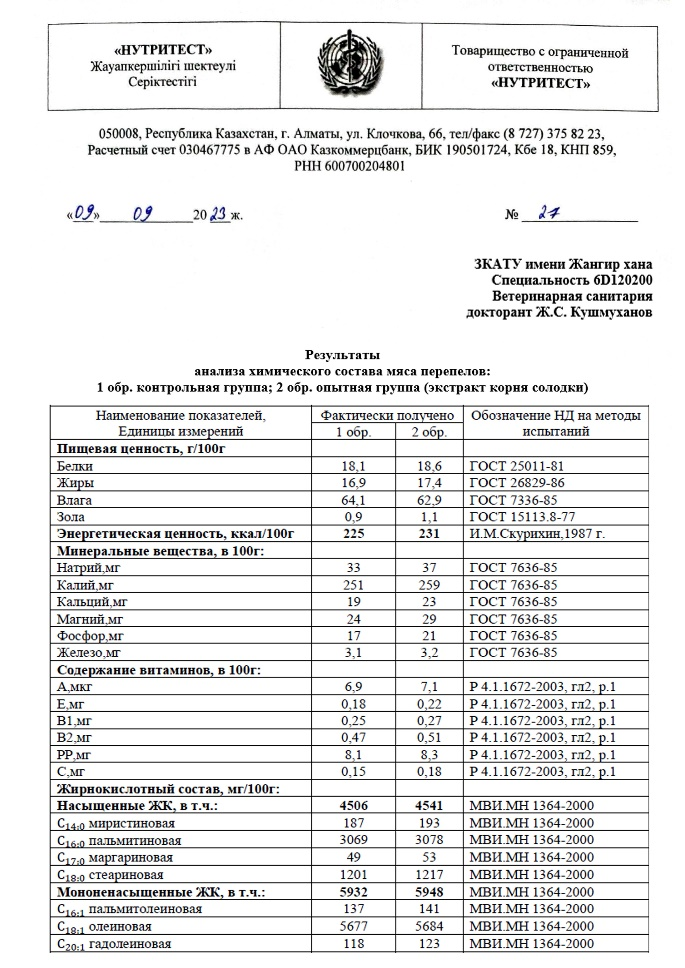 «НУТРИТЕСТ»
Жауапкершілігі шектеулі
Серіктестігі
Товарищество с ограниченной
ответственностью
«НУТРИТЕСТ»
050008, Республика Казахстан, г. Алматы, ул. Клочкова, 66, тел/факс (8 727) 375 82 23,
Расчетный счет 030467775 в АФ ОАО Казкоммерцбанк, БИК 190501724, Кбе 18, КНП 859,
РНН 600700204801
«09» 09 2023 ж. № 27
ЗКАТУ имени Жангир хана
Специальность 6D120200
Ветеринарная санитария
докторант Ж.С. Кушмуханов
Результаты
анализа химического состава мяса перепелов:
1 обр. контрольная группа; 2 обр. опытная группа (экстракт корня солодки)
Наименование показателей, Фактически получено Обозначение НД на методы
Единицы измерений 1 обр. 2 обр. испытаний
Пищевая ценность, г/100г
Белки 18,1 18,6 ГОСТ 25011-81
Жиры 16,9 17,4 ГОСТ 26829-86
Влага 64,1 62,9 ГОСТ 7336-85
Зола 0,9 1,1 ГОСТ 15113.8-77
Энергетическая ценность, ккал/100г 225 231 И.М.Скурихин,1987 г.
Минеральные вещества, в 100г:
Натрий,мг 33 37 ГОСТ 7636-85
Калий,мг 251 259 ГОСТ 7636-85
Кальций,мг 19 23 ГОСТ 7636-85
Магний,мг 24 29 ГОСТ 7636-85
Фосфор,мг 17 21 ГОСТ 7636-85
Железо,мг 3,1 3,2 ГОСТ 7636-85
Содержание витаминов, в 100г:
А,мкг 6,9 7,1 Р 4.1.1672-2003, гл2, р.1
Е,мг 0,18 0,22 Р 4.1.1672-2003, гл2, р.1
В1,мг 0,25 0,27 Р 4.1.1672-2003, гл2, р.1
В2,мг 0,47 0,51 Р 4.1.1672-2003, гл2, р.1
РР,мг 8,1 8,3 Р 4.1.1672-2003, гл2, р.1
С,мг 0,15 0,18 Р 4.1.1672-2003, гл2, р.1
Жирнокислотный состав, мг/100г:
Насыщенные ЖК, в т.ч.: 4506 4541 МВИ.МН 1364-2000
C14:0 миристиновая 187 193 МВИ.МН 1364-2000
C16:0 пальмитиновая 3069 3078 МВИ.МН 1364-2000
C17:0 маргариновая 49 53 МВИ.МН 1364-2000
C18:0 стеариновая 1201 1217 МВИ.МН 1364-2000
Мононенасыщенные ЖК, в т.ч.: 5932 5948 МВИ.МН 1364-2000
C16:1 пальмитолеиновая 137 141 МВИ.МН 1364-2000
C18:1 олеиновая 5677 5684 МВИ.МН 1364-2000
C20:1 гадолеиновая 118 123 МВИ.МН 1364-2000